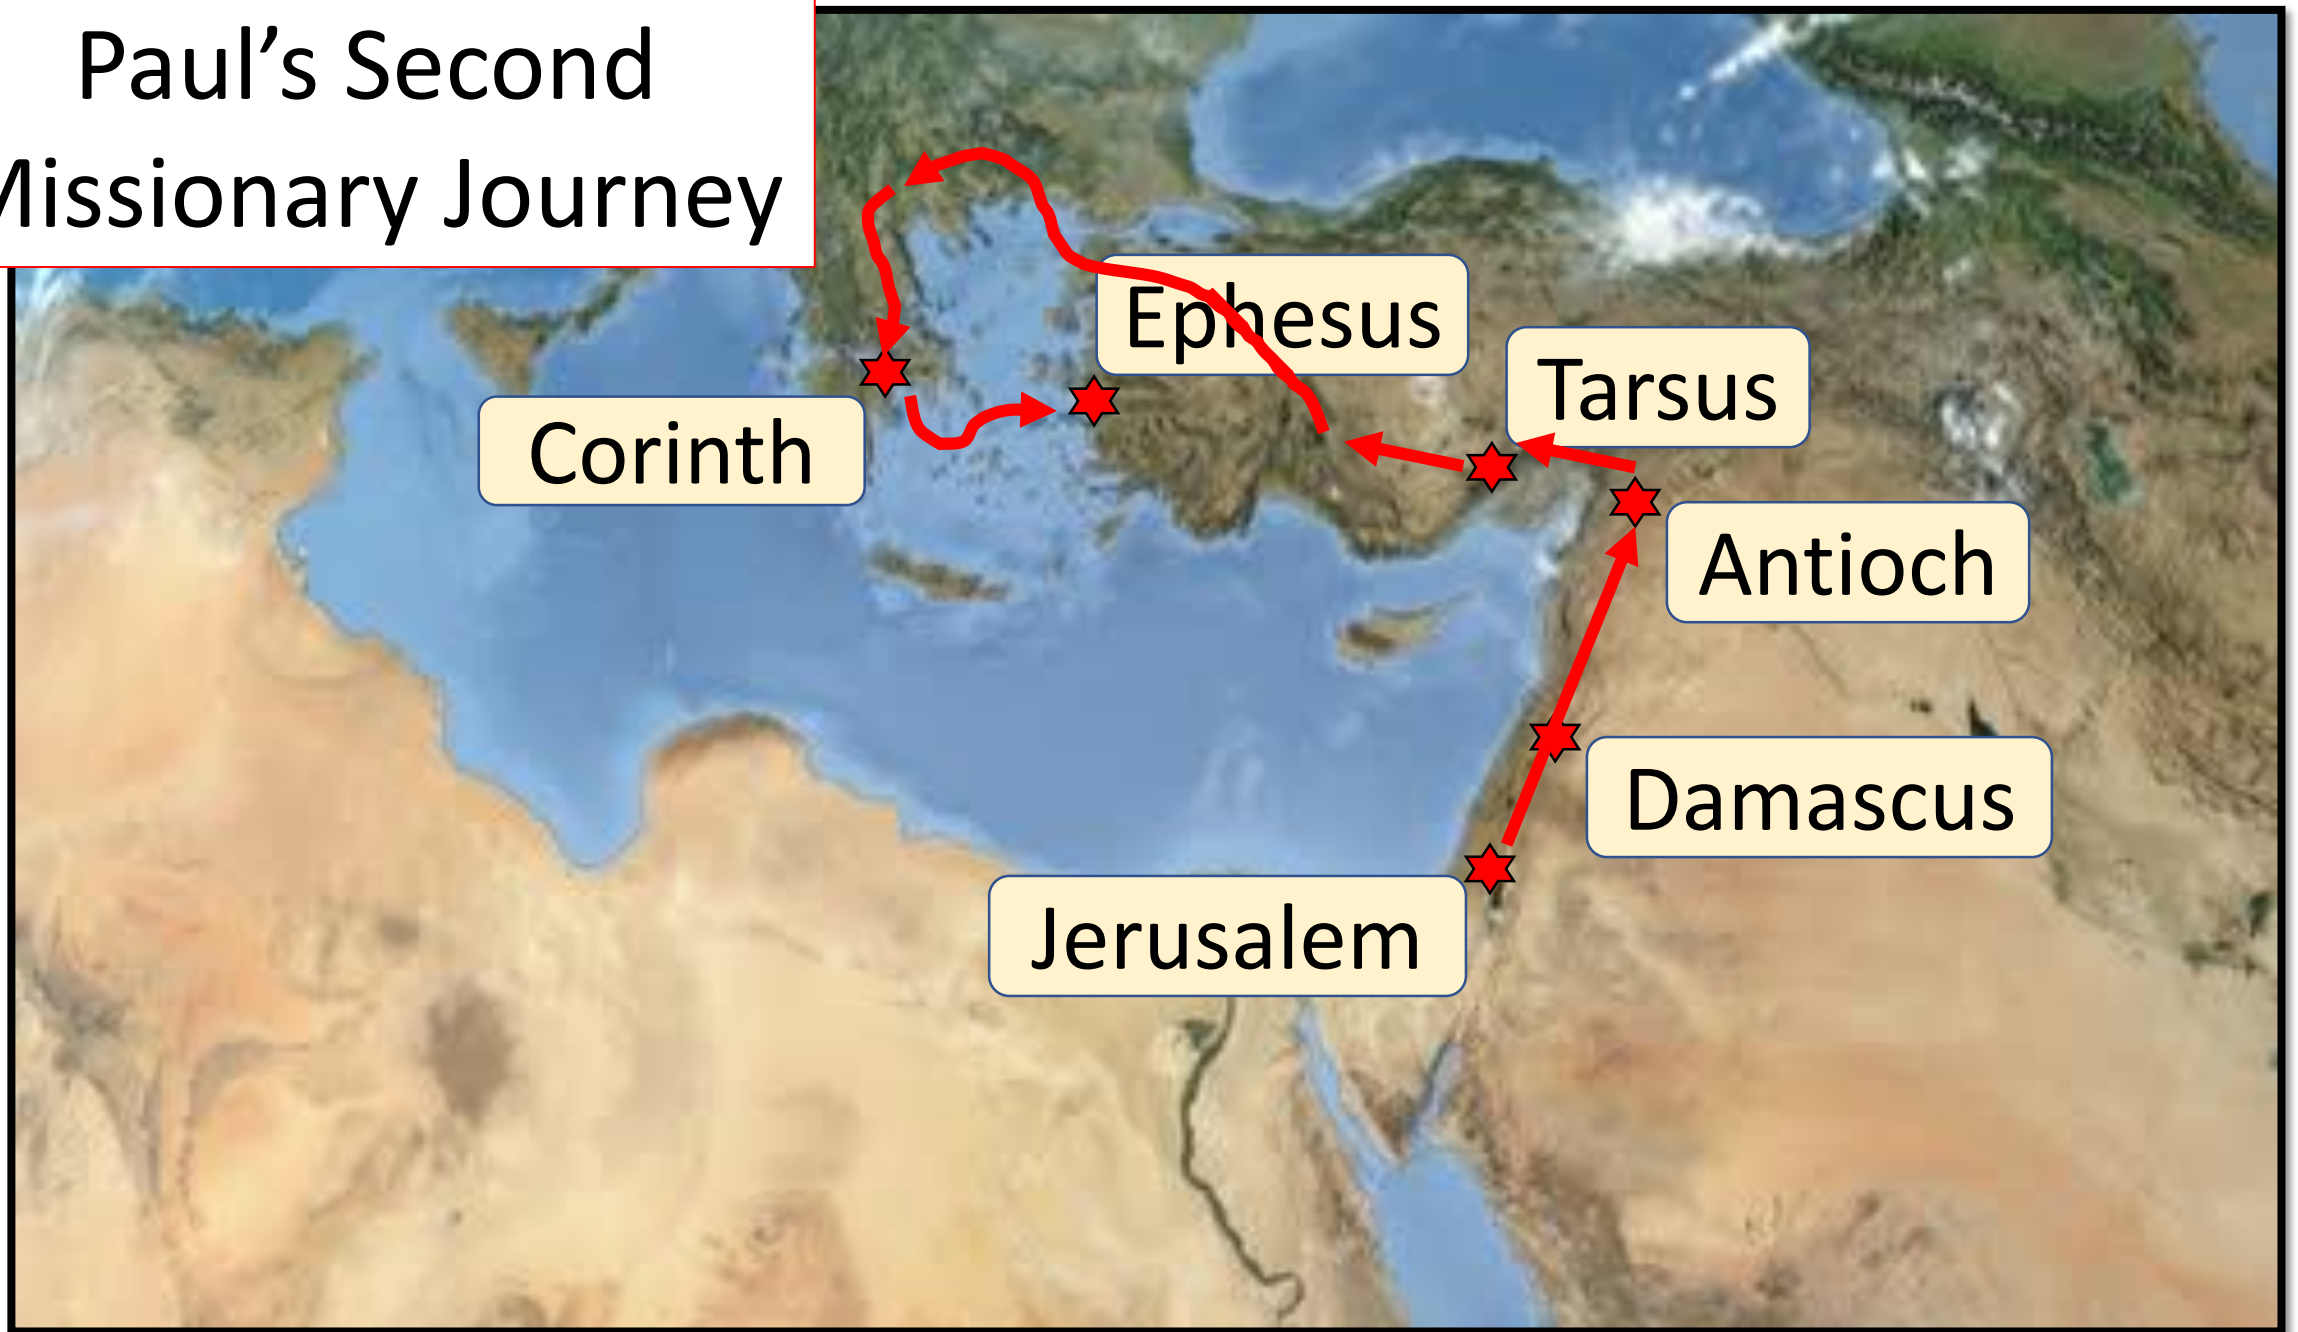 Paul’s Second
Missionary Journey
Ephesus
Tarsus
Corinth
Antioch
Damascus
Jerusalem